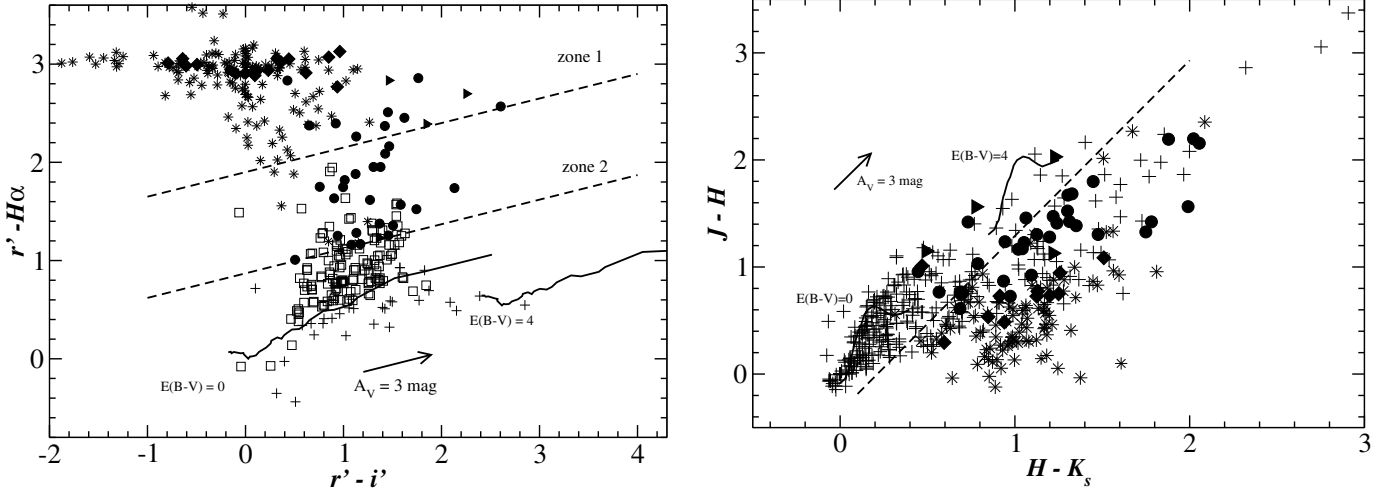 zone 1
zone 2
E(B-V) = 4
E(B-V) = 0
A_V = 3 mag
3
2
1
0
r' - Hα
-2 -1 0 1 2 3 4
r' - i'
E(B-V)=4
A_V = 3 mag
E(B-V)=0
3
2
1
0
J - H
0 1 2 3
H - K_s